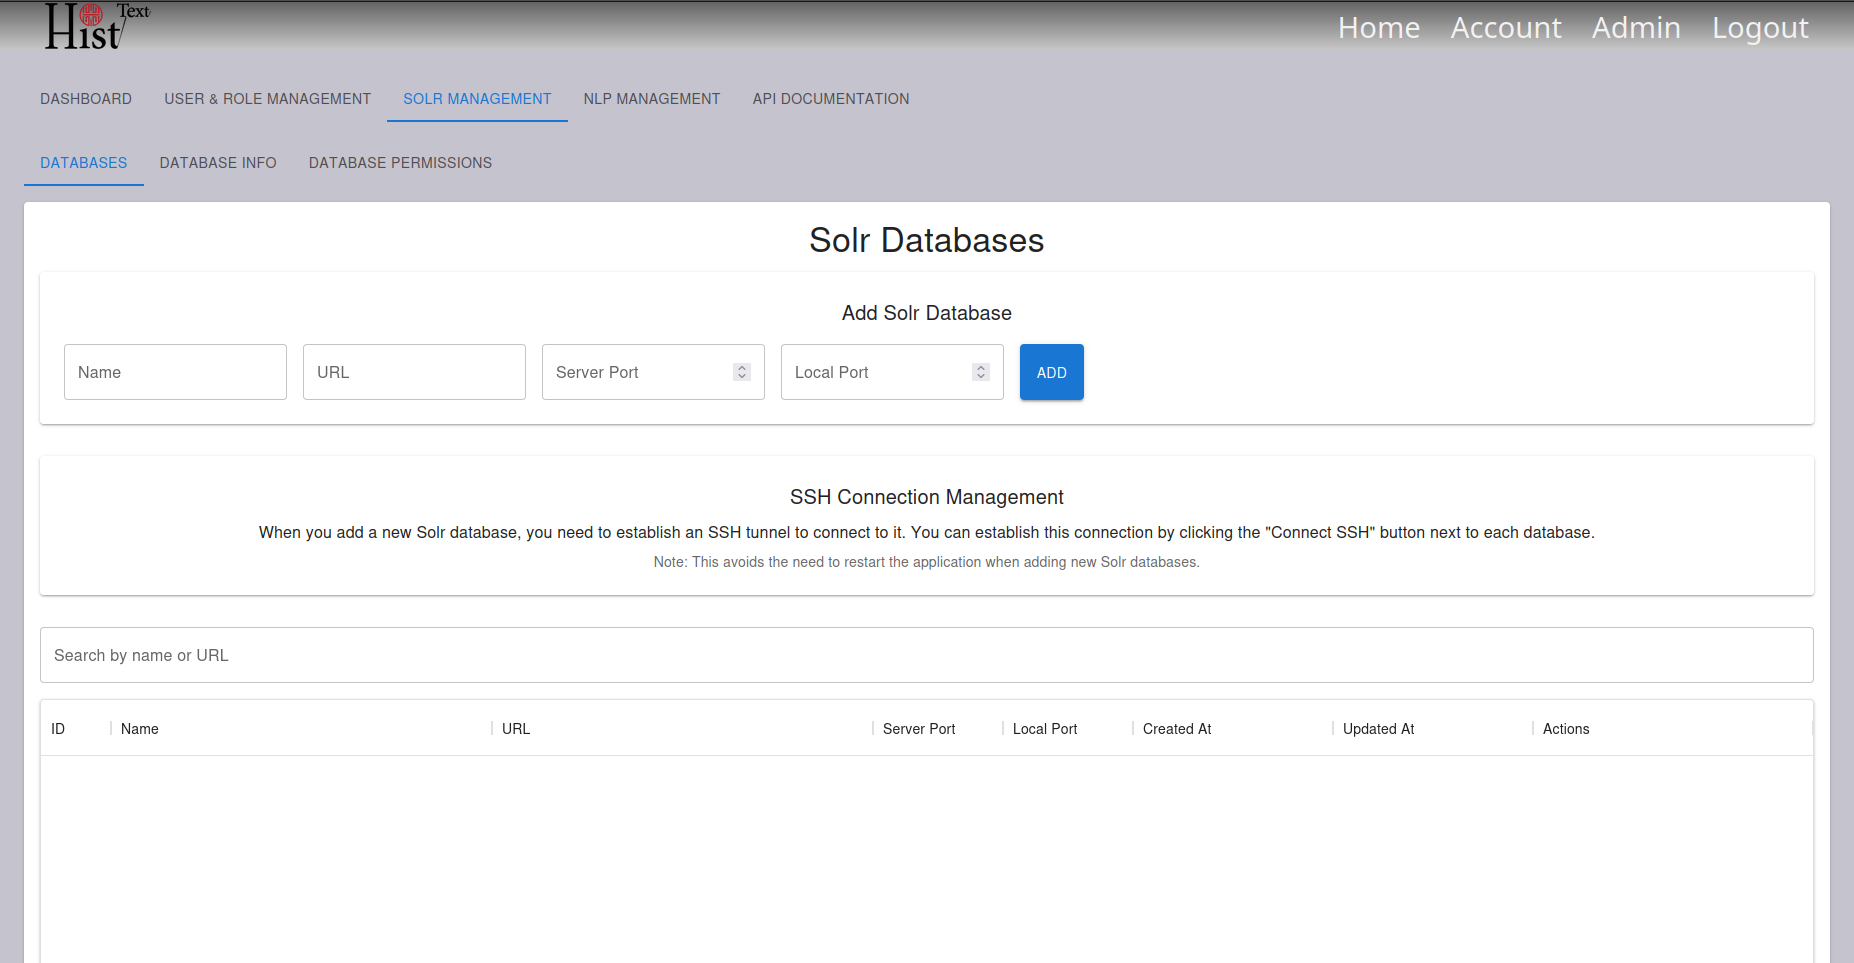 Hist Text
Home Account Admin Logout
DASHBOARD USER & ROLE MANAGEMENT SOLR MANAGEMENT NLP MANAGEMENT API DOCUMENTATION
DATABASES DATABASE INFO DATABASE PERMISSIONS
Solr Databases
Add Solr Database
Name URL Server Port Local Port ADD
SSH Connection Management
When you add a new Solr database, you need to establish an SSH tunnel to connect to it. You can establish this connection by clicking the "Connect SSH" button next to each database.
Note: This avoids the need to restart the application when adding new Solr databases.
Search by name or URL
ID Name URL Server Port Local Port Created At Updated At Actions